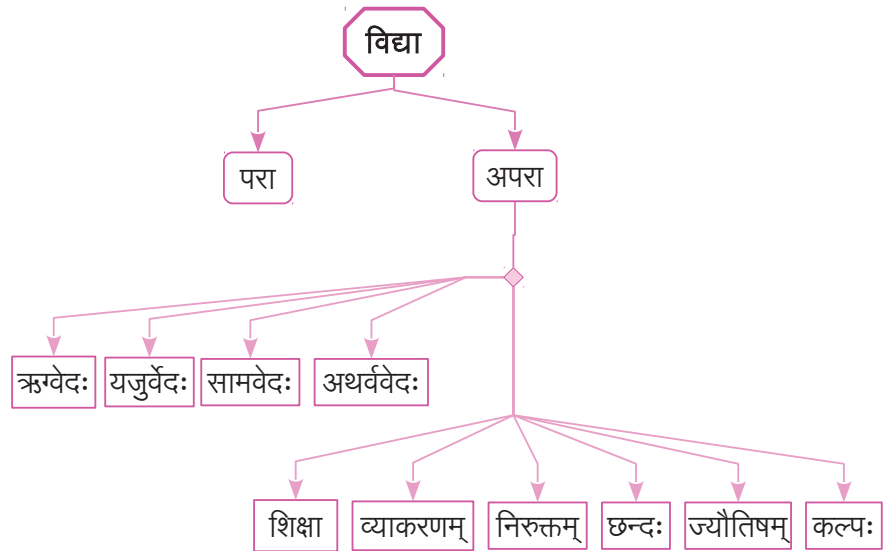 विद्या
परा
अपरा
ऋग्वेदः
यजुर्वेदः
सामवेदः
अथर्ववेदः
शिक्षा
व्याकरणम्
निरुक्तम्
छन्दः
ज्यौतिषम्
कल्पः